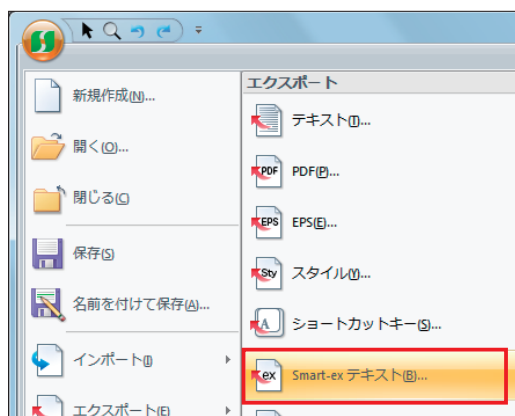 新規作成(N)...
開く(O)...
閉じる(C)
保存(S)
名前を付けて保存(A)...
インポート(I)
エクスポート(E)
エクスポート
テキスト(T)...
PDF PDF(P)...
EPS EPS(E)...
Sty スタイル(Y)...
A ショートカットキー(S)...
ex Smart-ex テキスト(B)...